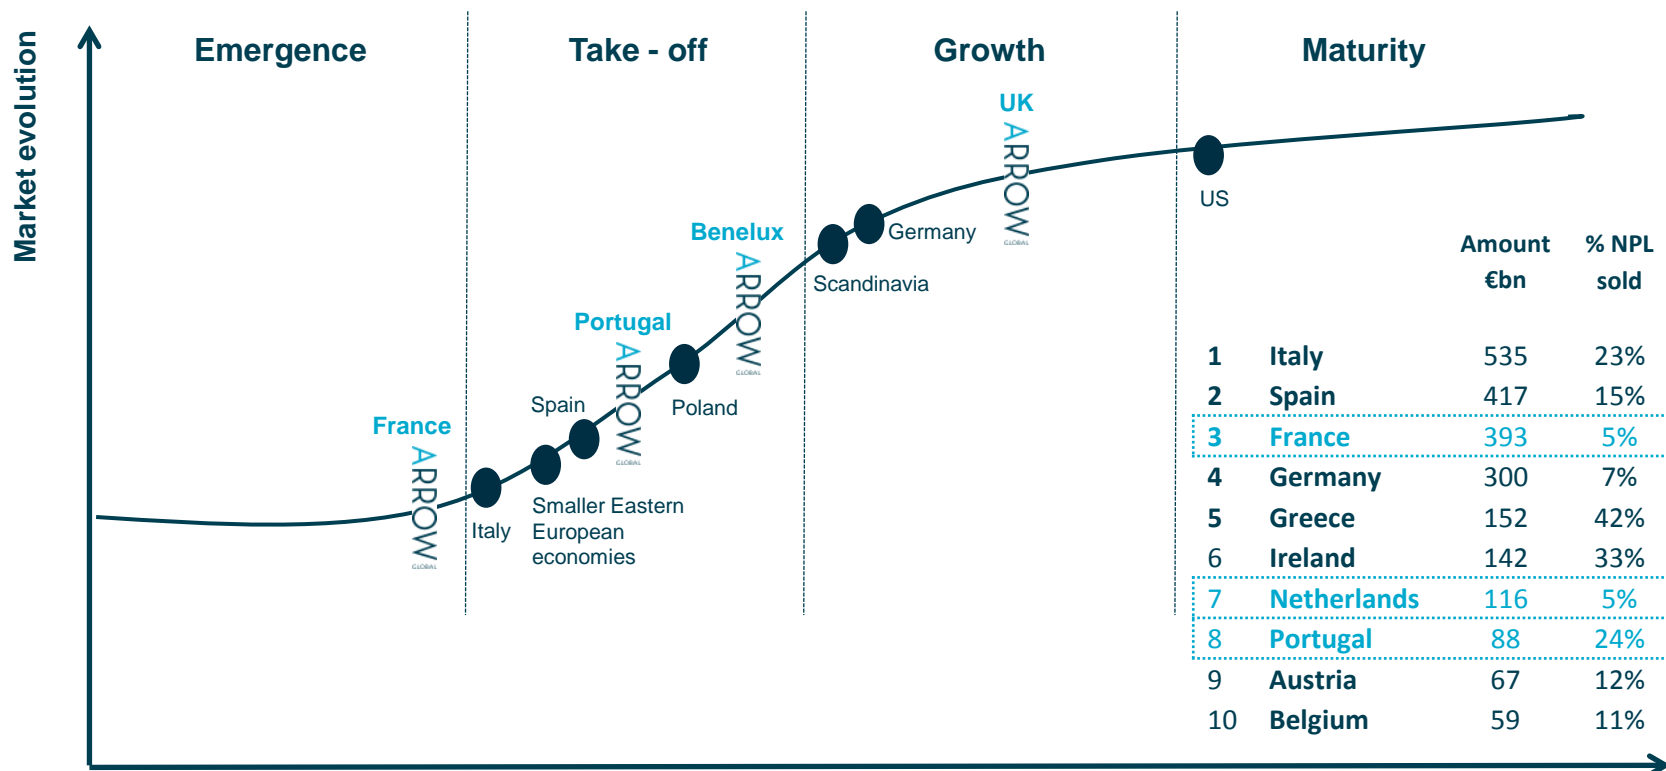 Market evolution
Emergence
Take - off
Growth
Maturity
UK
ARROW
GLOBAL
US
Benelux
ARROW
GLOBAL
Germany
Scandinavia
Portugal
ARROW
GLOBAL
Poland
Spain
France
ARROW
GLOBAL
Italy
Smaller Eastern
European
economies
Amount % NPL
€bn sold
1 Italy 535 23%
2 Spain 417 15%
3 France 393 5%
4 Germany 300 7%
5 Greece 152 42%
6 Ireland 142 33%
7 Netherlands 116 5%
8 Portugal 88 24%
9 Austria 67 12%
10 Belgium 59 11%